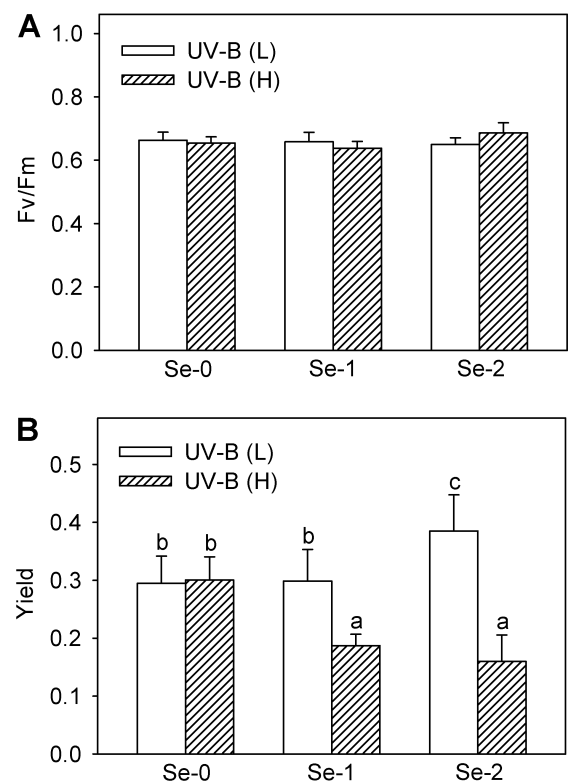 A
1.0
UV-B (L)
UV-B (H)
0.8
0.6
0.4
0.2
0.0
Fv/Fm
Se-0 Se-1 Se-2
B
UV-B (L)
UV-B (H)
0.5
0.4
0.3
0.2
0.1
0.0
Yield
b b b a c a
Se-0 Se-1 Se-2